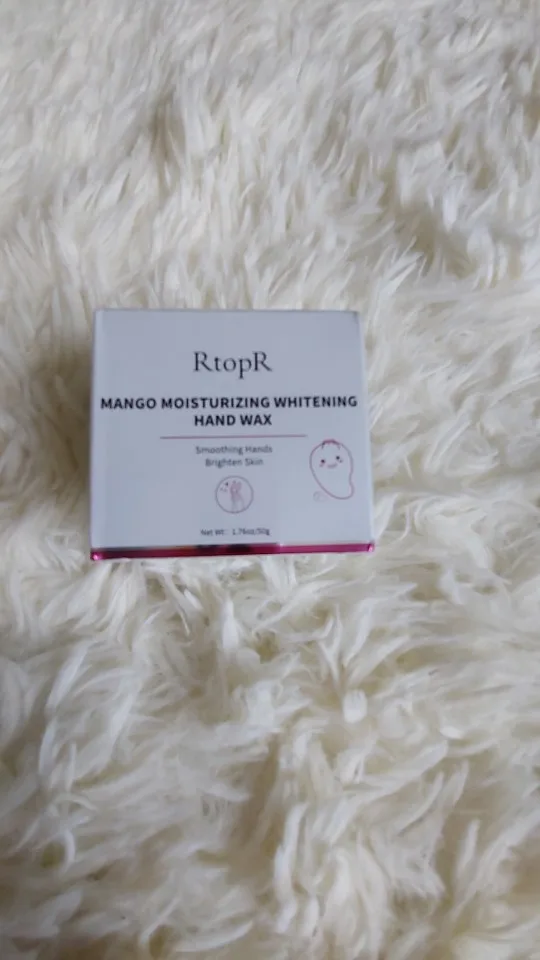 RtopR
MANGO MOISTURIZING WHITENING
HAND WAX
Smoothing Hands
Brighten Skin
Net Wt: 1.76oz/50g